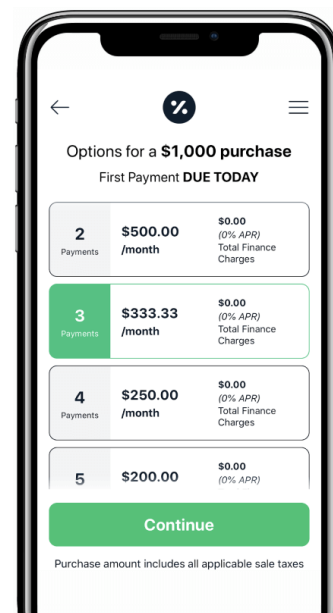 Options for a $1,000 purchase
First Payment DUE TODAY
2
Payments
$500.00
/month
$0.00
(0% APR)
Total Finance
Charges
3
Payments
$333.33
/month
$0.00
(0% APR)
Total Finance
Charges
4
Payments
$250.00
/month
$0.00
(0% APR)
Total Finance
Charges
5
$200.00
$0.00
(0% APR)
Continue
Purchase amount includes all applicable sale taxes